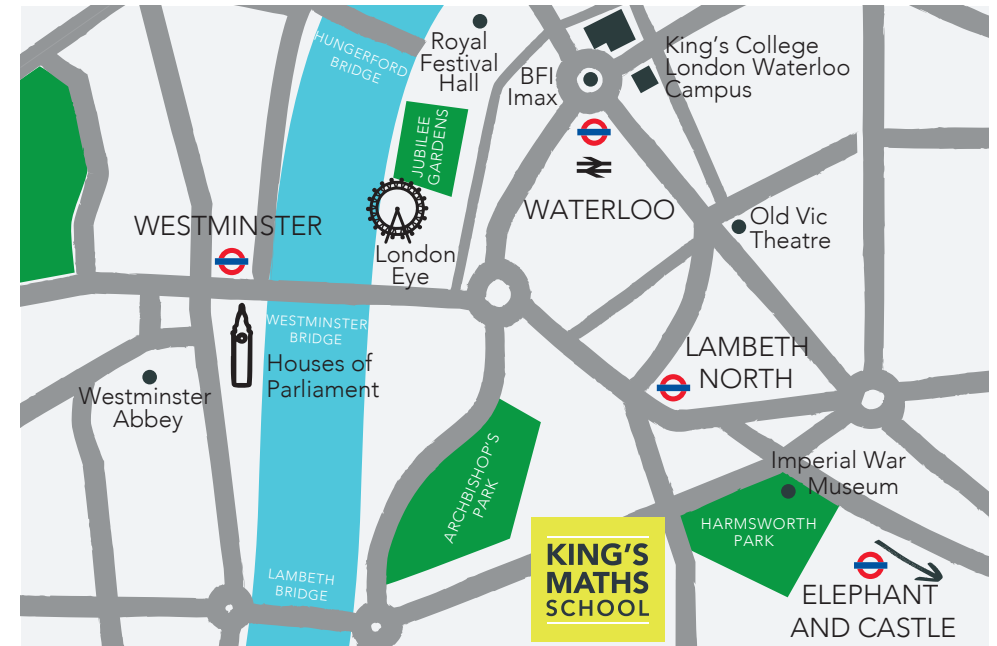 HUNGERFORD
BRIDGE
Royal
Festival
Hall
BFI
Imax
King's College
London Waterloo
Campus
JUBILEE
GARDENS
WESTMINSTER
WATERLOO
Old Vic
Theatre
London
Eye
WESTMINSTER
BRIDGE
Houses of
Parliament
Westminster
Abbey
LAMBETH
NORTH
ARCHBISHOP'S
PARK
Imperial War
Museum
HARMSWORTH
PARK
KING'S
MATHS
SCHOOL
LAMBETH
BRIDGE
ELEPHANT
AND CASTLE